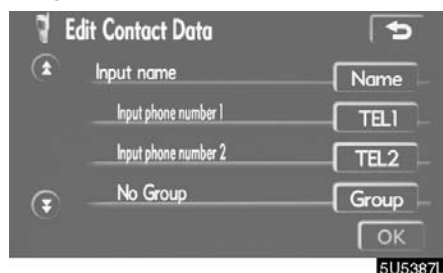 Edit Contact Data
Input name Name
Input phone number 1 TEL1
Input phone number 2 TEL2
No Group Group
OK
5U5387I